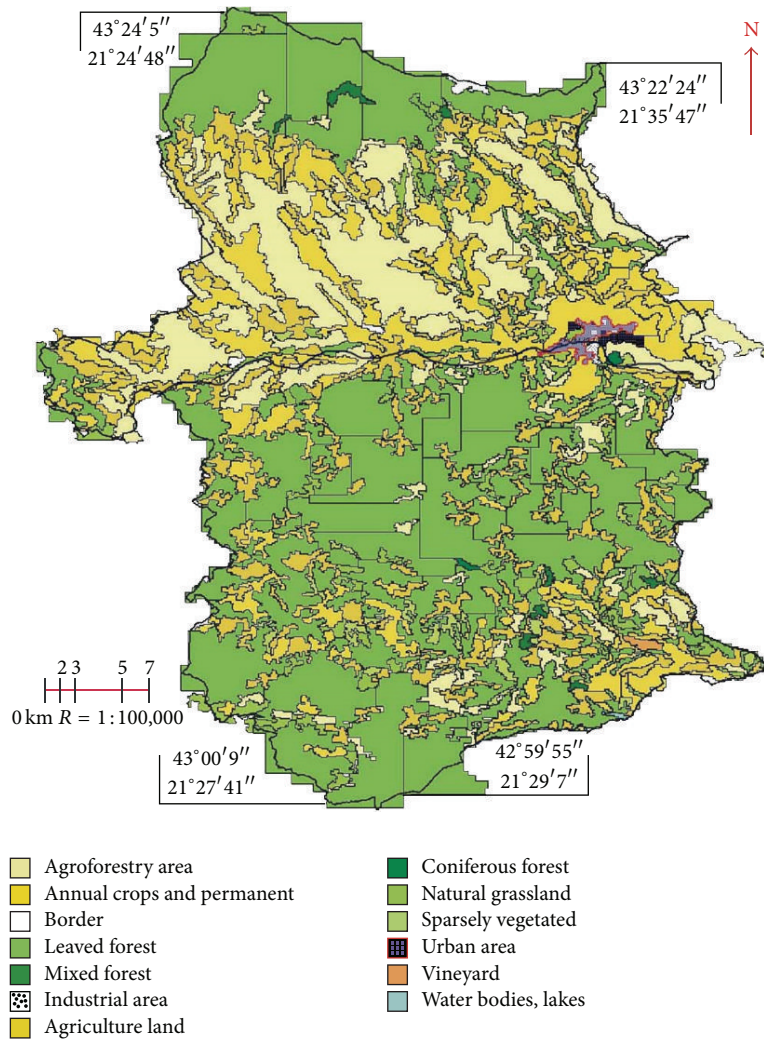 43°24′5″
21°24′48″
N
43°22′24″
21°35′47″
2 3 5 7
0 km R = 1 : 100,000
43°00′9″
21°27′41″
42°59′55″
21°29′7″
Agroforestry area
Annual crops and permanent
Border
Leaved forest
Mixed forest
Industrial area
Agriculture land
Coniferous forest
Natural grassland
Sparsely vegetated
Urban area
Vineyard
Water bodies, lakes